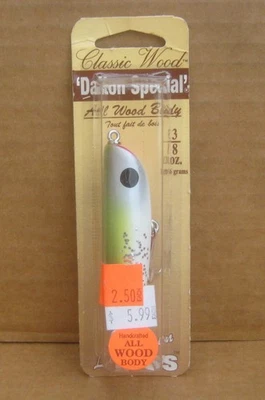 Classic Wood™
'Dalton Special'
All Wood Body
Tout fait de bois
3
8
oz.
grams
2.50
$ 5.99
Handcrafted
ALL
WOOD
BODY